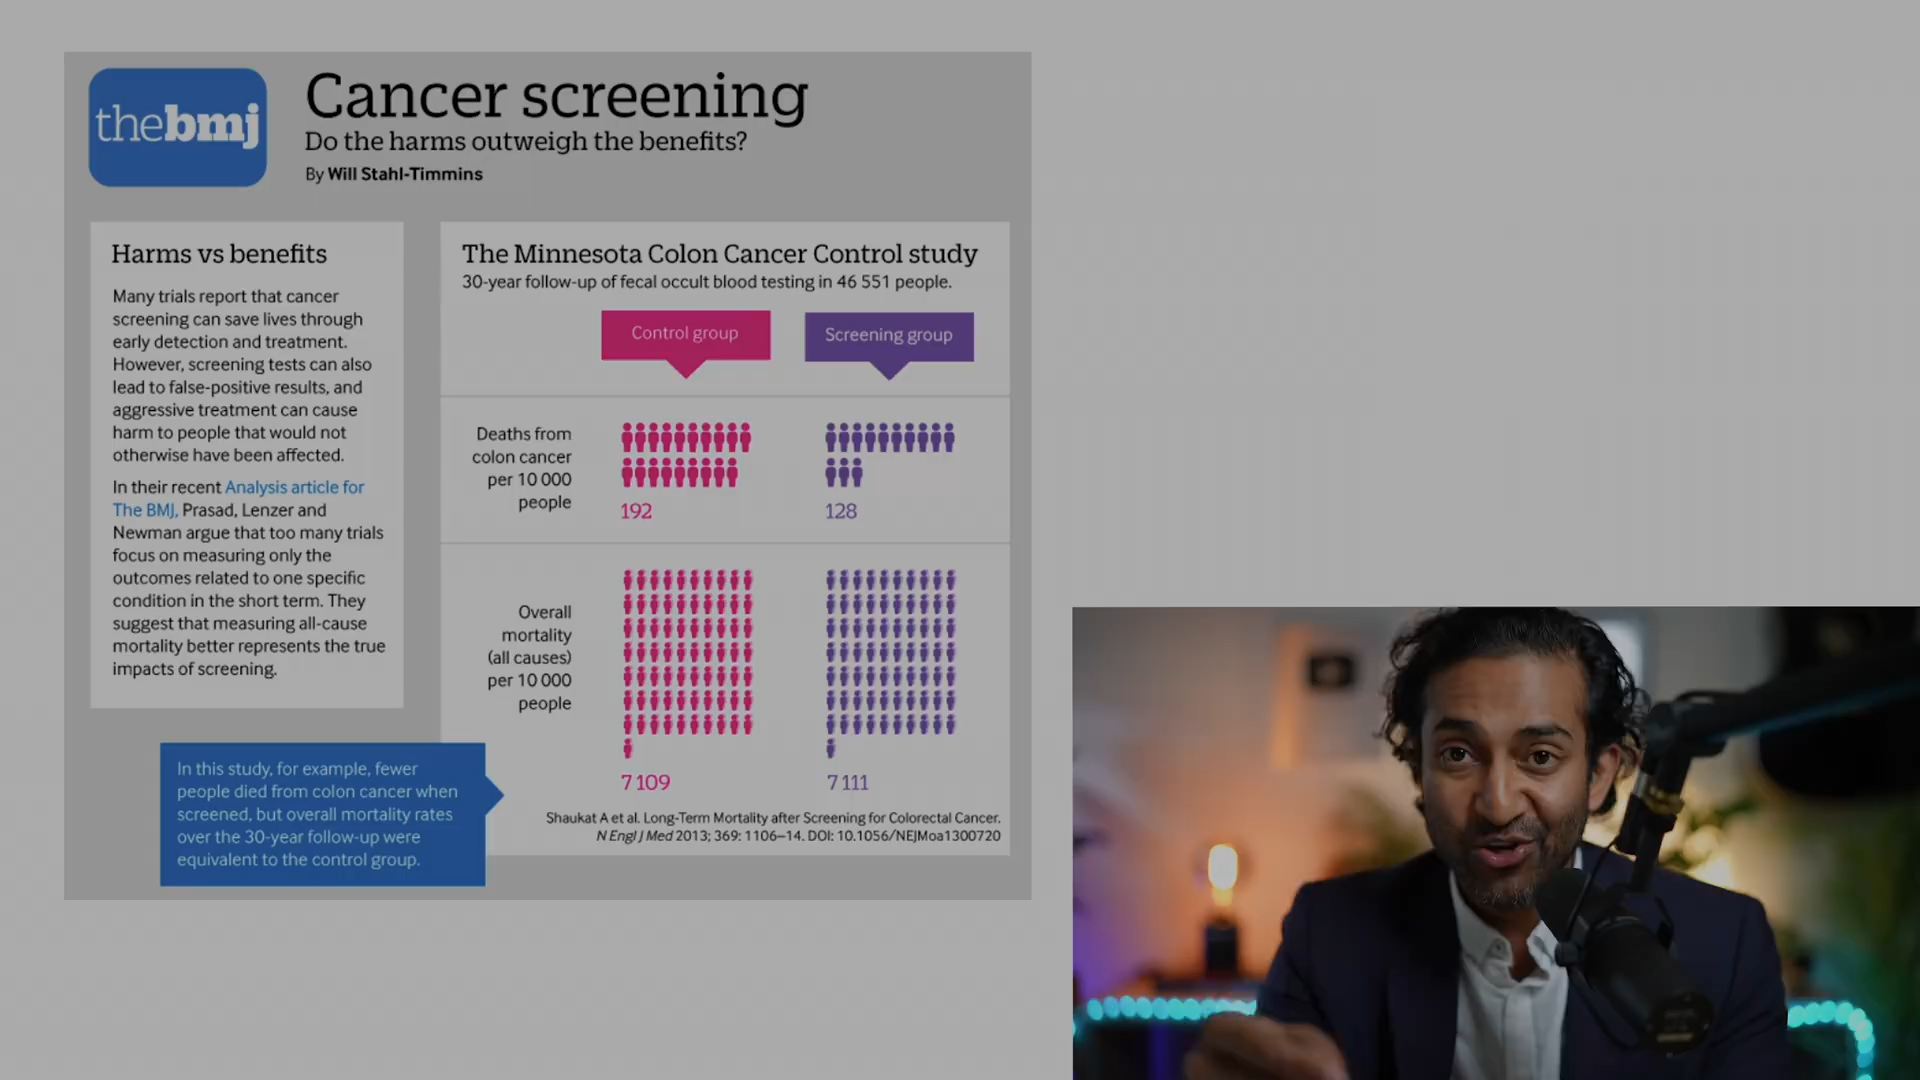 thebmj
Cancer screening
Do the harms outweigh the benefits?
By Will Stahl-Timmins
Harms vs benefits
Many trials report that cancer
screening can save lives through
early detection and treatment.
However, screening tests can also
lead to false-positive results, and
aggressive treatment can cause
harm to people that would not
otherwise have been affected.
In their recent Analysis article for
The BMJ, Prasad, Lenzer and
Newman argue that too many trials
focus on measuring only the
outcomes related to one specific
condition in the short term. They
suggest that measuring all-cause
mortality better represents the true
impacts of screening.
In this study, for example, fewer
people died from colon cancer when
screened, but overall mortality rates
over the 30-year follow-up were
equivalent to the control group.
The Minnesota Colon Cancer Control study
30-year follow-up of fecal occult blood testing in 46 551 people.
Control group
Screening group
Deaths from
colon cancer
per 10 000
people
192
128
Overall
mortality
(all causes)
per 10 000
people
7 109
7 111
Shaukat A et al. Long-Term Mortality after Screening for Colorectal Cancer.
N Engl J Med 2013; 369: 1106–14. DOI: 10.1056/NEJMoa1300720